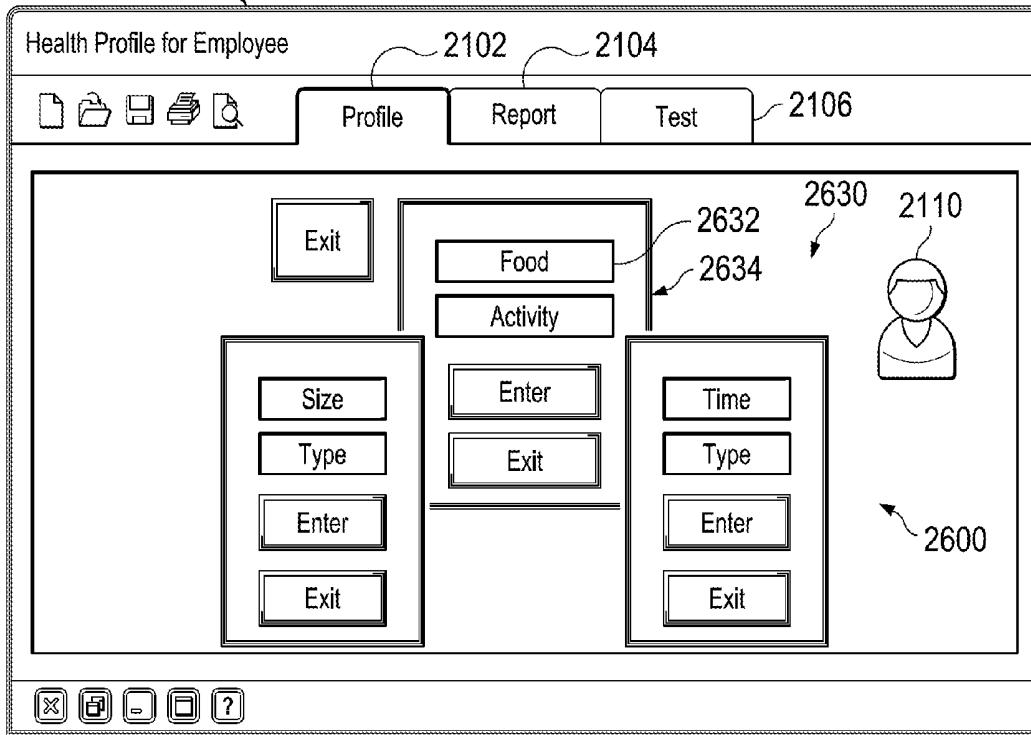 Health Profile for Employee
2102
2104
Profile
Report
Test
2106
Exit
Food
Activity
Enter
Exit
2632
2634
2630
2110
Size
Type
Enter
Exit
Time
Type
Enter
Exit
2600
?